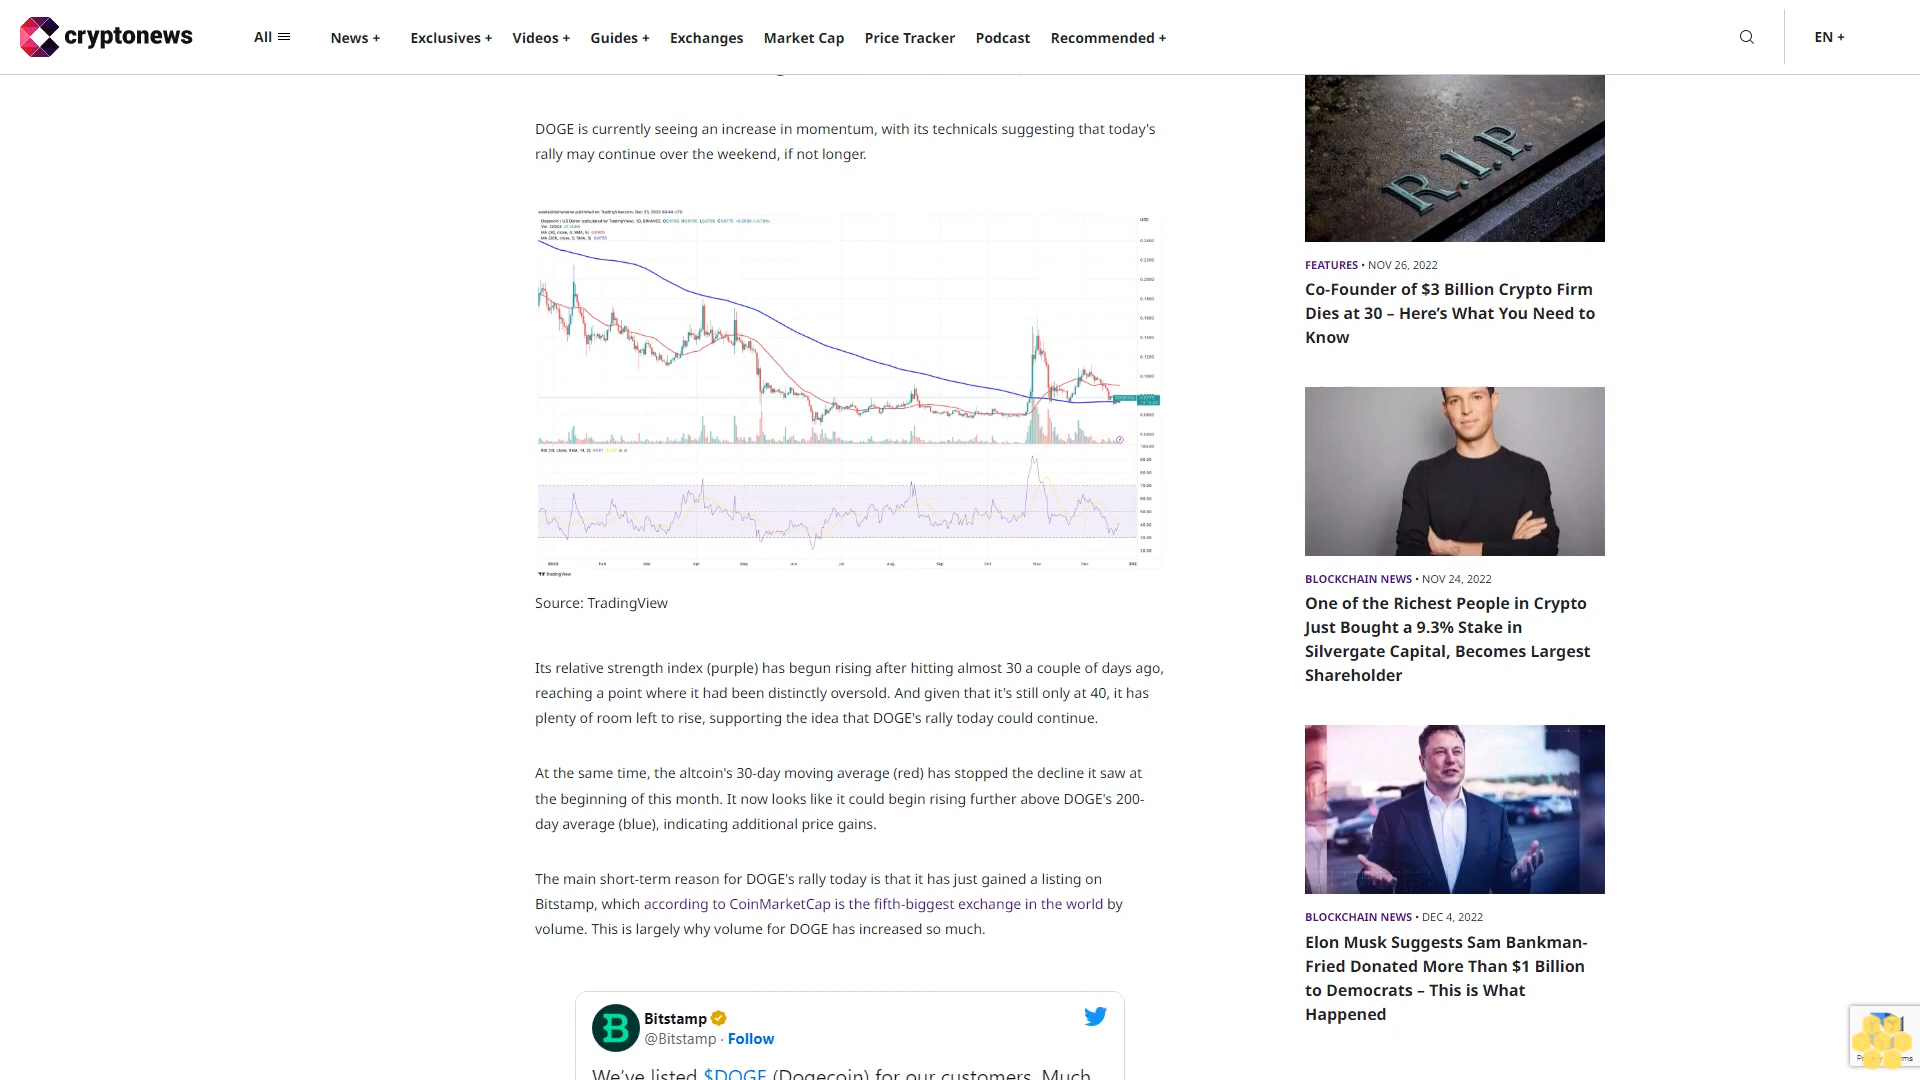 cryptonews
All
News +
Exclusives +
Videos +
Guides +
Exchanges
Market Cap
Price Tracker
Podcast
Recommended +
EN +
DOGE is currently seeing an increase in momentum, with its technicals suggesting that today's
rally may continue over the weekend, if not longer.
TradingView
Source: TradingView
Its relative strength index (purple) has begun rising after hitting almost 30 a couple of days ago,
reaching a point where it had been distinctly oversold. And given that it's still only at 40, it has
plenty of room left to rise, supporting the idea that DOGE's rally today could continue.
At the same time, the altcoin's 30-day moving average (red) has stopped the decline it saw at
the beginning of this month. It now looks like it could begin rising further above DOGE's 200-
day average (blue), indicating additional price gains.
The main short-term reason for DOGE's rally today is that it has just gained a listing on
Bitstamp, which according to CoinMarketCap is the fifth-biggest exchange in the world by
volume. This is largely why volume for DOGE has increased so much.
Bitstamp
@Bitstamp · Follow
We've listed $DOGE (Dogecoin) for our customers. Much
R.I.P.
FEATURES • NOV 26, 2022
Co-Founder of $3 Billion Crypto Firm
Dies at 30 – Here's What You Need to
Know
BLOCKCHAIN NEWS • NOV 24, 2022
One of the Richest People in Crypto
Just Bought a 9.3% Stake in
Silvergate Capital, Becomes Largest
Shareholder
BLOCKCHAIN NEWS • DEC 4, 2022
Elon Musk Suggests Sam Bankman-
Fried Donated More Than $1 Billion
to Democrats – This is What
Happened